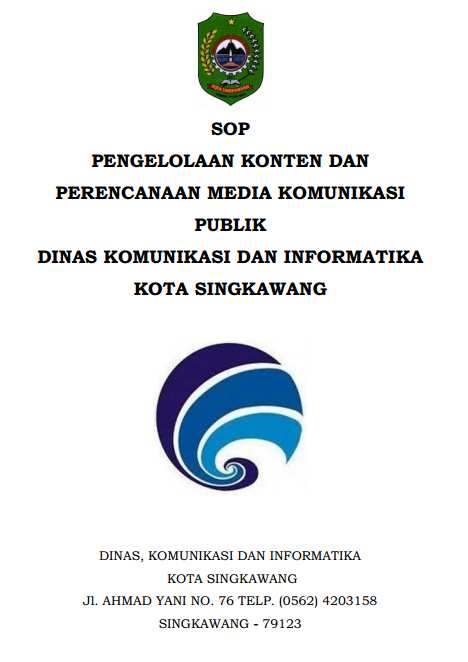 SOP
PENGELOLAAN KONTEN DAN
PERENCANAAN MEDIA KOMUNIKASI
PUBLIK
DINAS KOMUNIKASI DAN INFORMATIKA
KOTA SINGKAWANG
DINAS, KOMUNIKASI DAN INFORMATIKA
KOTA SINGKAWANG
Jl. AHMAD YANI NO. 76 TELP. (0562) 4203158
SINGKAWANG - 79123